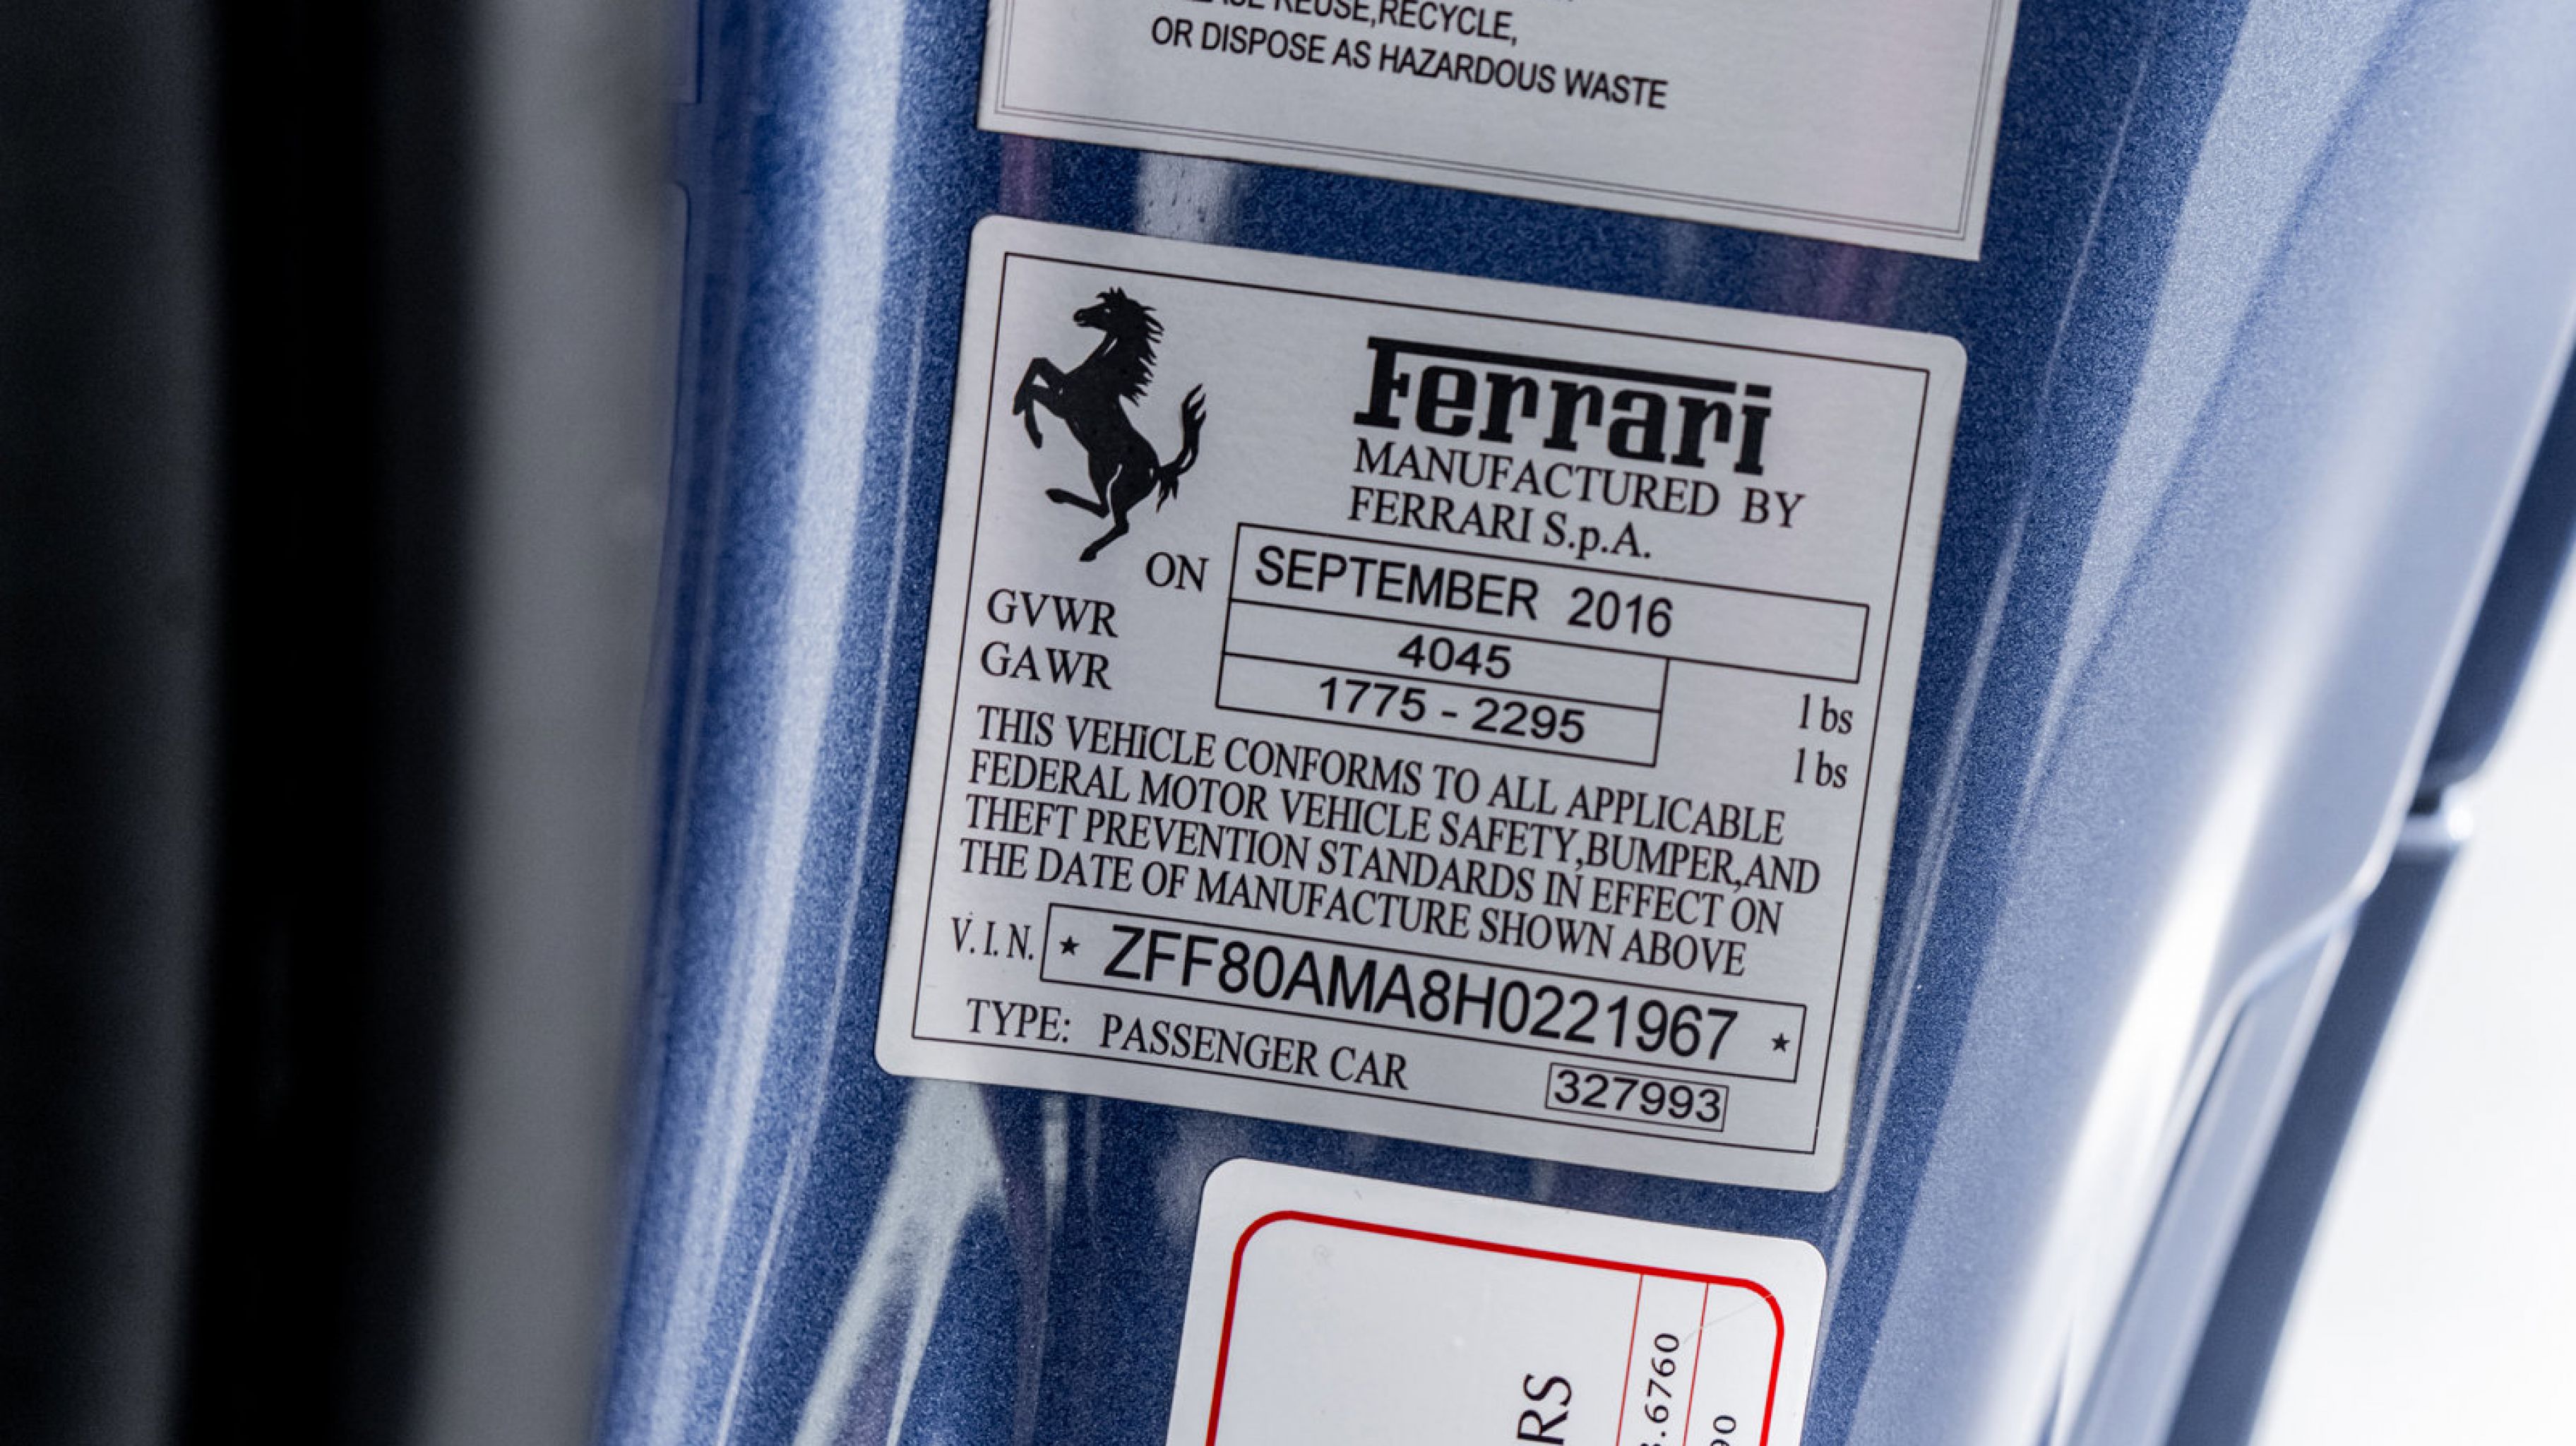 REUSE,RECYCLE,
OR DISPOSE AS HAZARDOUS WASTE
Ferrari
MANUFACTURED BY
FERRARI S.p.A.
ON SEPTEMBER 2016
GVWR 4045 lbs
GAWR 1775 - 2295 lbs
THIS VEHICLE CONFORMS TO ALL APPLICABLE
FEDERAL MOTOR VEHICLE SAFETY,BUMPER,AND
THEFT PREVENTION STANDARDS IN EFFECT ON
THE DATE OF MANUFACTURE SHOWN ABOVE
V.I.N. ★ ZFF80AMA8H0221967 ★
TYPE: PASSENGER CAR 327993